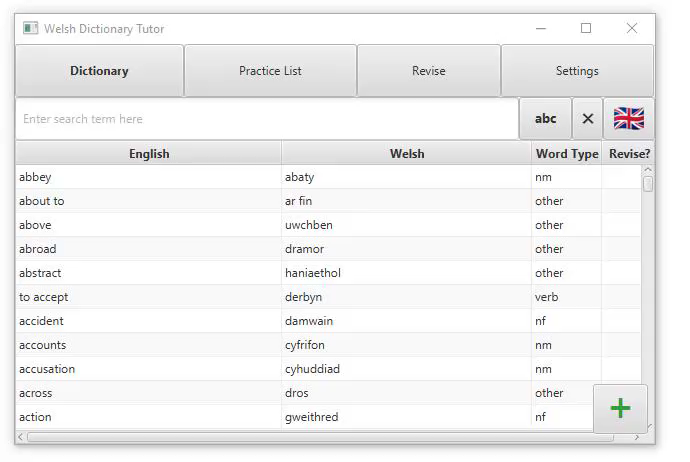 Welsh Dictionary Tutor
Dictionary Practice List Revise Settings
Enter search term here abc
English Welsh Word Type Revise?
abbey abaty nm
about to ar fin other
above uwchben other
abroad dramor other
abstract haniaethol other
to accept derbyn verb
accident damwain nf
accounts cyfrifon nm
accusation cyhuddiad nm
across dros other
action gweithred nf